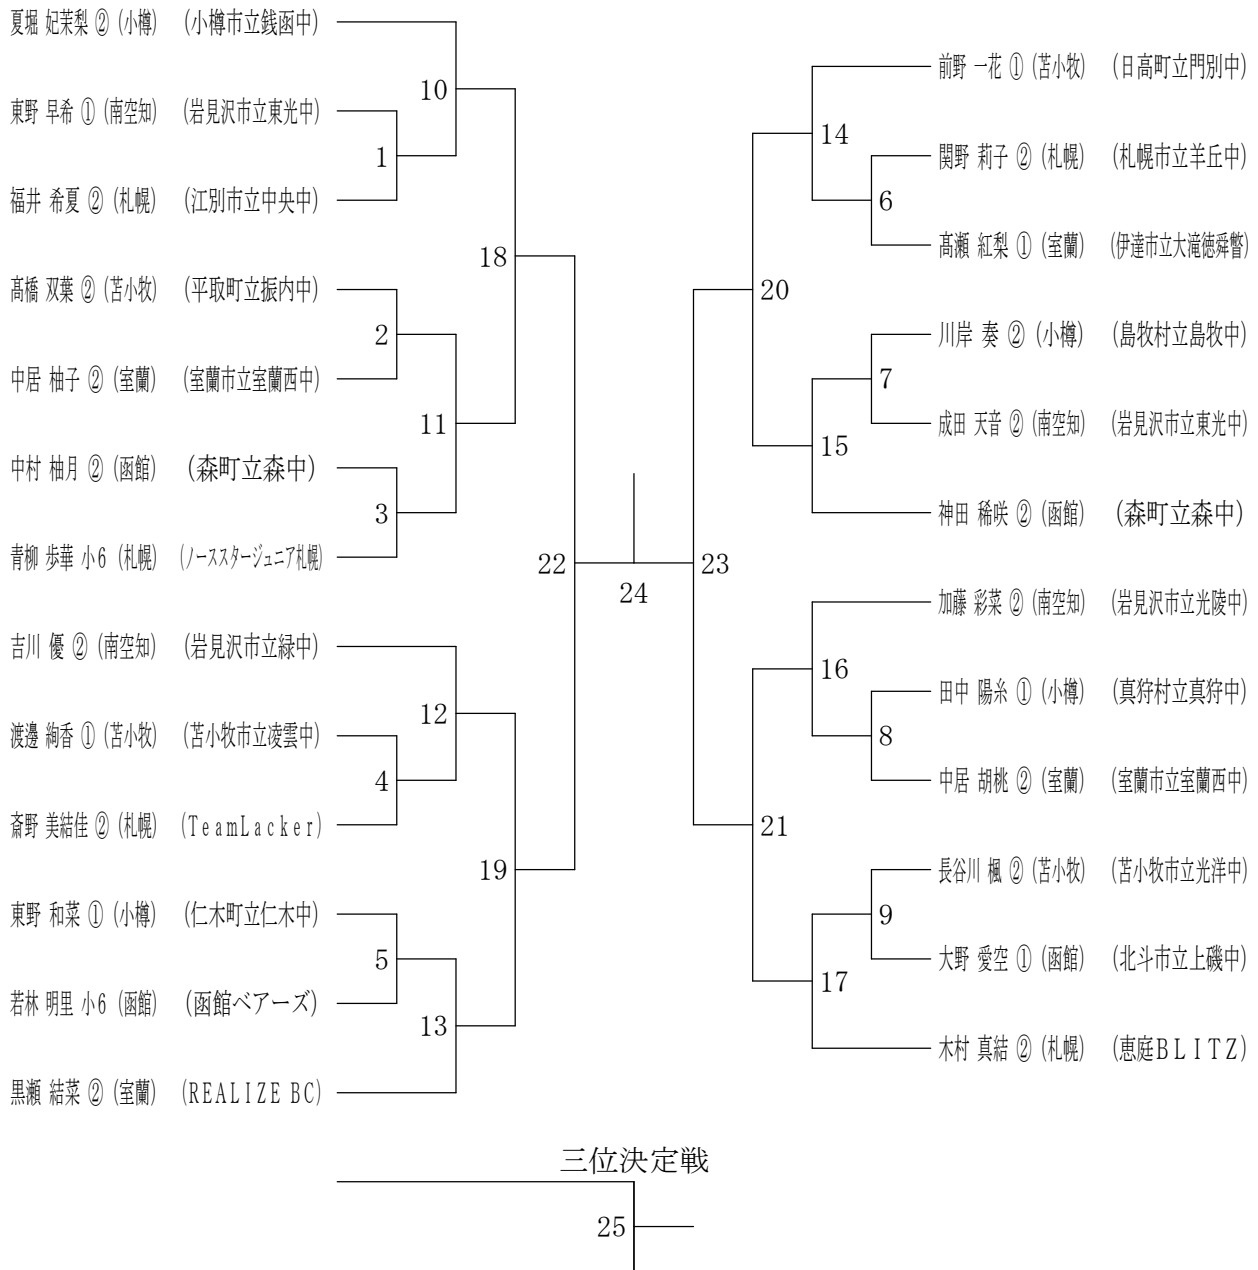 夏堀 妃茉梨 ② (小樽) (小樽市立銭函中)
東野 早希 ① (南空知) (岩見沢市立東光中)
福井 希夏 ② (札幌) (江別市立中央中)
髙橋 双葉 ② (苫小牧) (平取町立振内中)
中居 柚子 ② (室蘭) (室蘭市立室蘭西中)
中村 柚月 ② (函館) (森町立森中)
青柳 歩華 小6 (札幌) (ノーススタージュニア札幌)
吉川 優 ② (南空知) (岩見沢市立緑中)
渡邊 絢香 ① (苫小牧) (苫小牧市立凌雲中)
斎野 美結佳 ② (札幌) (TeamLacker)
東野 和菜 ① (小樽) (仁木町立仁木中)
若林 明里 小6 (函館) (函館ベアーズ)
黒瀬 結菜 ② (室蘭) (REALIZE BC)
1
2
3
4
5
10
11
12
13
18
19
22
24
23
20
21
14
15
16
17
6
7
8
9
前野 一花 ① (苫小牧) (日高町立門別中)
関野 莉子 ② (札幌) (札幌市立羊丘中)
髙瀬 紅梨 ① (室蘭) (伊達市立大滝徳舜瞥)
川岸 奏 ② (小樽) (島牧村立島牧中)
成田 天音 ② (南空知) (岩見沢市立東光中)
神田 稀咲 ② (函館) (森町立森中)
加藤 彩菜 ② (南空知) (岩見沢市立光陵中)
田中 陽糸 ① (小樽) (真狩村立真狩中)
中居 胡桃 ② (室蘭) (室蘭市立室蘭西中)
長谷川 楓 ② (苫小牧) (苫小牧市立光洋中)
大野 愛空 ① (函館) (北斗市立上磯中)
木村 真結 ② (札幌) (恵庭BLITZ)
三位決定戦
25